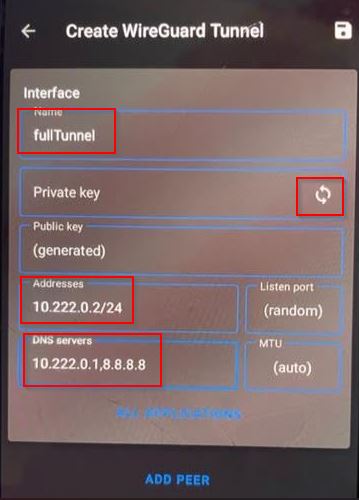 Create WireGuard Tunnel
Interface
Name
fullTunnel
Private key
Public key
(generated)
Addresses
Listen port
10.222.0.2/24
(random)
DNS servers
MTU
10.222.0.1,8.8.8.8
(auto)
ALL APPLICATIONS
ADD PEER